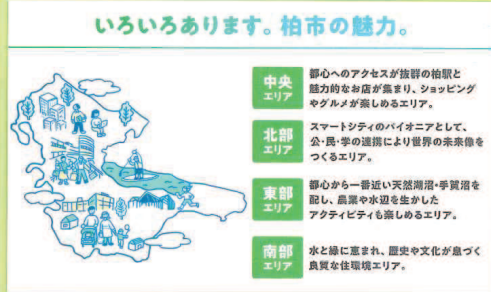 いろいろあります。柏市の魅力。
中央
エリア
都心へのアクセスが抜群の柏駅と
魅力的なお店が集まり、ショッピング
やグルメが楽しめるエリア。
北部
エリア
スマートシティのパイオニアとして、
公・民・学の連携により世界の未来像を
つくるエリア。
東部
エリア
都心から一番近い天然湖沼・手賀沼を
配し、農業や水辺を生かした
アクティビティも楽しめるエリア。
南部
エリア
水と緑に恵まれ、歴史や文化が息づく
良質な住環境エリア。